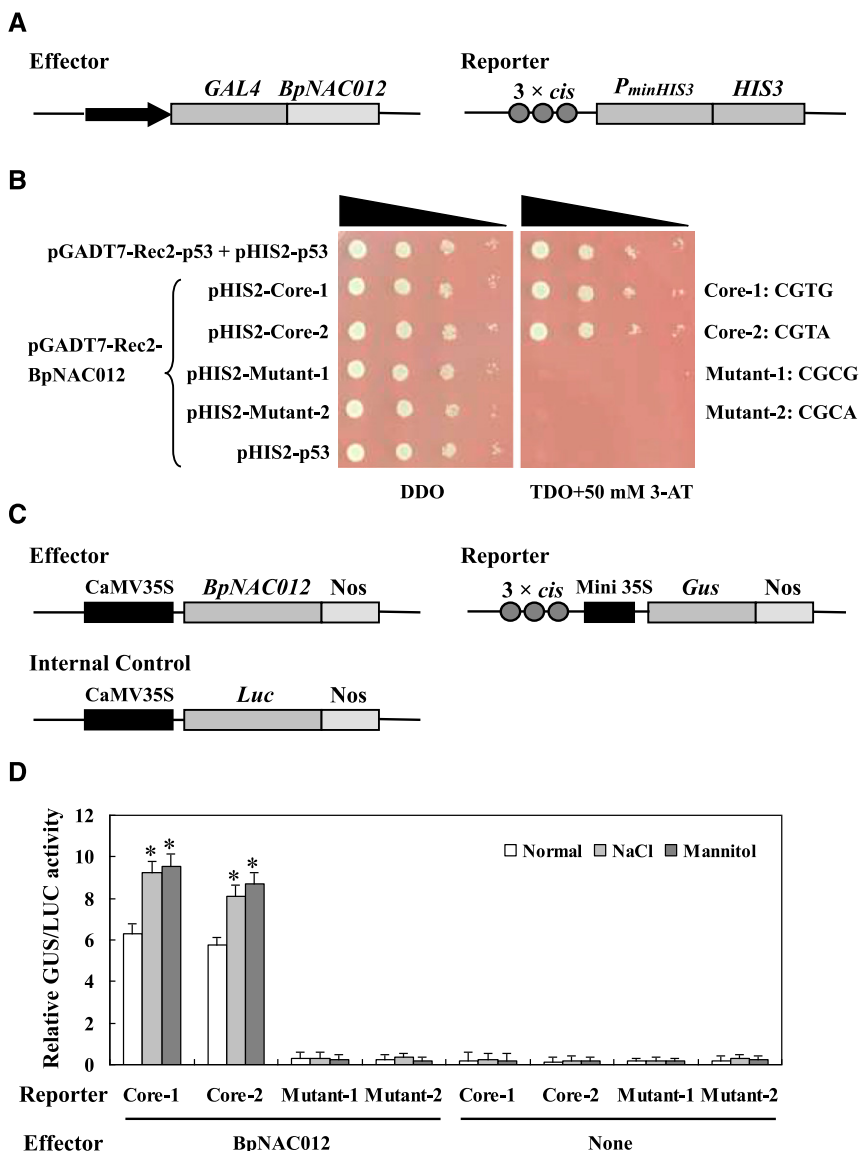 A
Effector
GAL4 BpNAC012
Reporter
3 × cis PminHIS3 HIS3
B
pGADT7-Rec2-p53 + pHIS2-p53
pGADT7-Rec2-
BpNAC012
pHIS2-Core-1
pHIS2-Core-2
pHIS2-Mutant-1
pHIS2-Mutant-2
pHIS2-p53
Core-1: CGTG
Core-2: CGTA
Mutant-1: CGCG
Mutant-2: CGCA
DDO
TDO+50 mM 3-AT
C
Effector
CaMV35S BpNAC012 Nos
Reporter
3 × cis Mini 35S Gus Nos
Internal Control
CaMV35S Luc Nos
D
Relative GUS/LUC activity
12
10
8
6
4
2
0
* * * *
Normal NaCl Mannitol
Reporter Core-1 Core-2 Mutant-1 Mutant-2 Core-1 Core-2 Mutant-1 Mutant-2
Effector BpNAC012 None